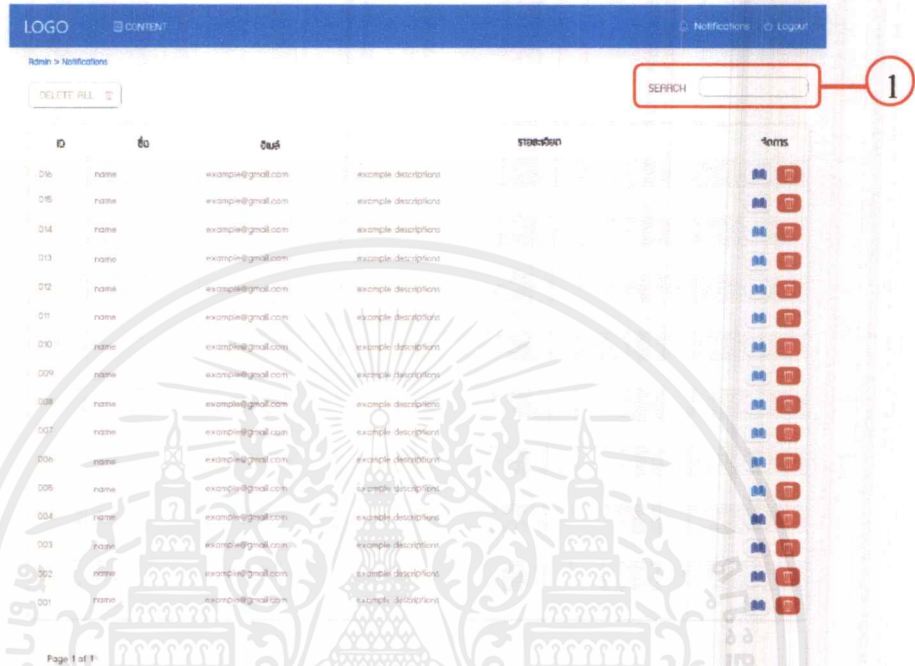 LOGO CONTENT Notifications Logout
Admin > Notifications
DELETE ALL SEARCH 1
ID ชื่อ อีเมล์ รายละเอียด จัดการ
016 name example@gmail.com example descriptions
015 name example@gmail.com example descriptions
014 name example@gmail.com example descriptions
013 name example@gmail.com example descriptions
012 name example@gmail.com example descriptions
011 name example@gmail.com example descriptions
010 name example@gmail.com example descriptions
009 name example@gmail.com example descriptions
008 name example@gmail.com example descriptions
007 name example@gmail.com example descriptions
006 name example@gmail.com example descriptions
005 name example@gmail.com example descriptions
004 name example@gmail.com example descriptions
003 name example@gmail.com example descriptions
002 name example@gmail.com example descriptions
001 name example@gmail.com example descriptions
Page 1 of 1